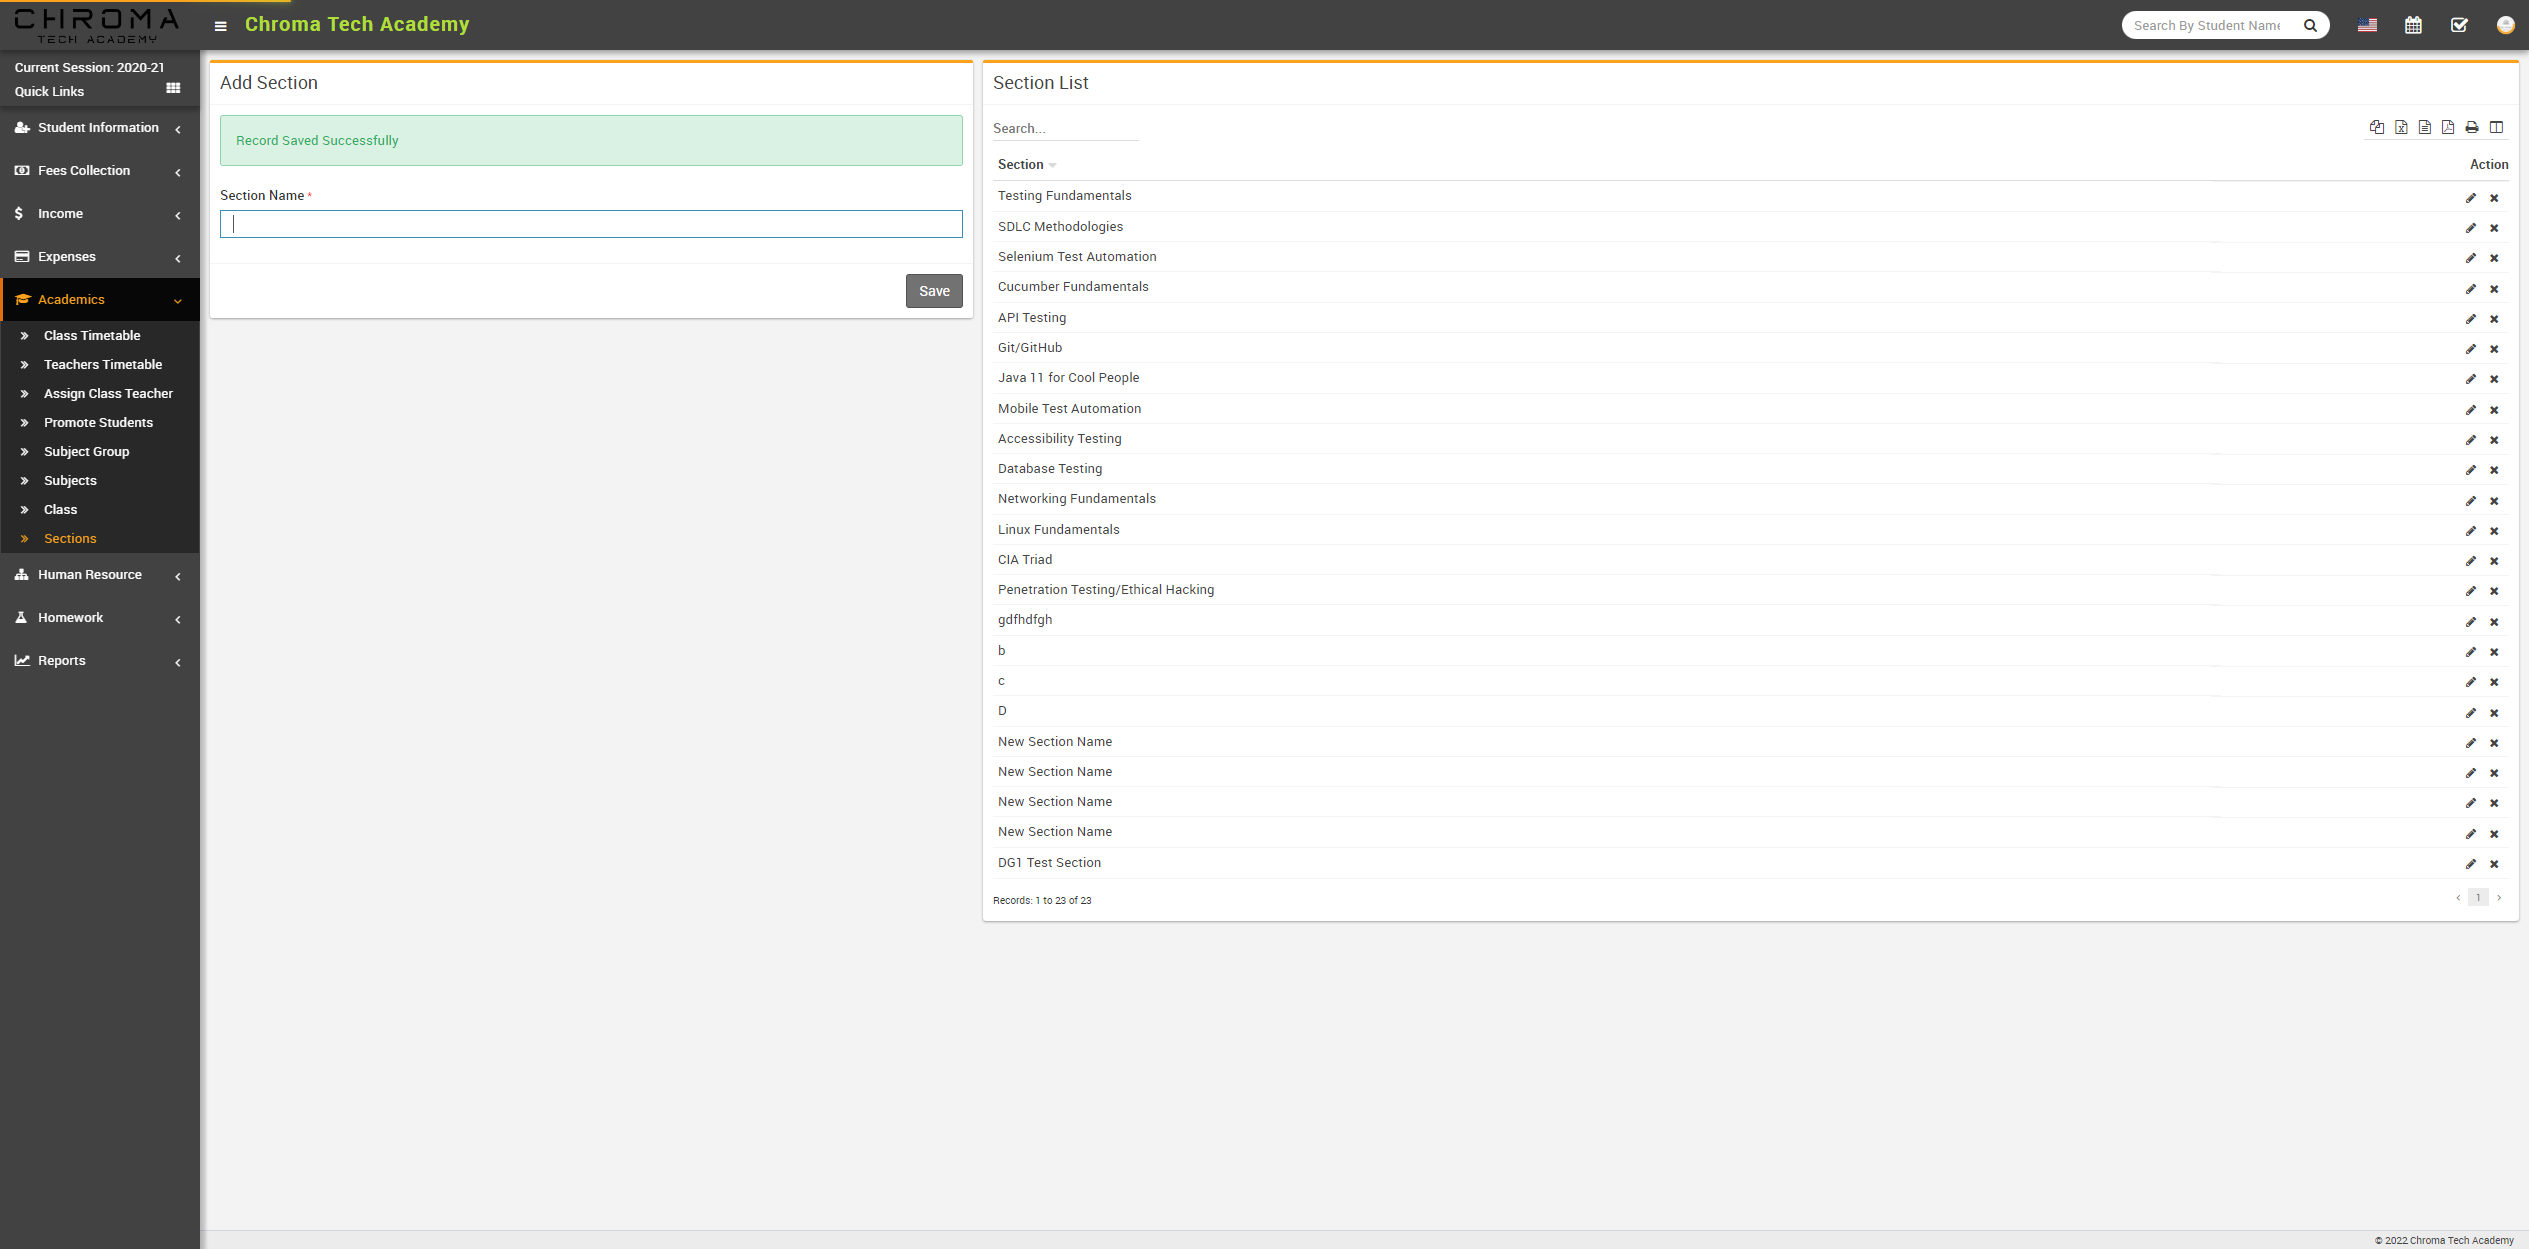 CHROMA
TECH ACADEMY
Chroma Tech Academy
Search By Student Name
Current Session: 2020-21
Quick Links
Student Information
Fees Collection
Income
Expenses
Academics
Class Timetable
Teachers Timetable
Assign Class Teacher
Promote Students
Subject Group
Subjects
Class
Sections
Human Resource
Homework
Reports
Add Section
Record Saved Successfully
Section Name *
Save
Section List
Search...
Section Action
Testing Fundamentals
SDLC Methodologies
Selenium Test Automation
Cucumber Fundamentals
API Testing
Git/GitHub
Java 11 for Cool People
Mobile Test Automation
Accessibility Testing
Database Testing
Networking Fundamentals
Linux Fundamentals
CIA Triad
Penetration Testing/Ethical Hacking
gdfhdfgh
b
c
D
New Section Name
New Section Name
New Section Name
New Section Name
DG1 Test Section
Records: 1 to 23 of 23
1
© 2022 Chroma Tech Academy